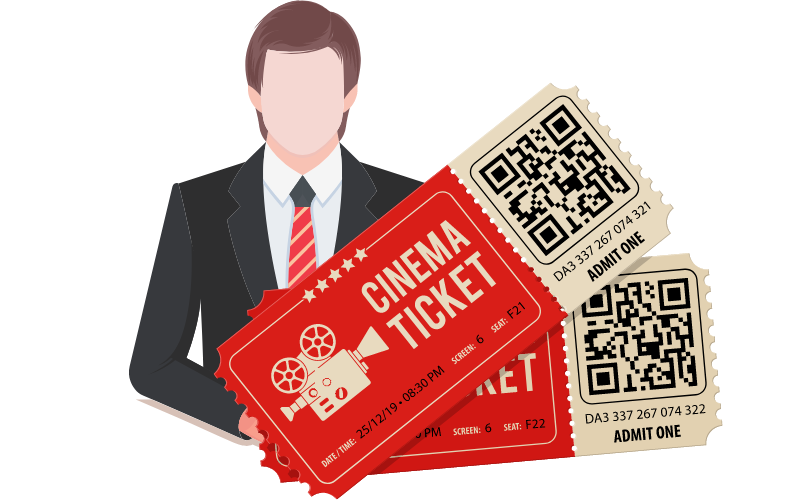 CINEMA
TICKET
DATE/TIME: 25/12/19 • 08:30 PM SCREEN: 6 SEAT: F21
DA3 337 267 074 321
ADMIT ONE
KET
PM SCREEN: 6 SEAT: F22
DA3 337 267 074 322
ADMIT ONE